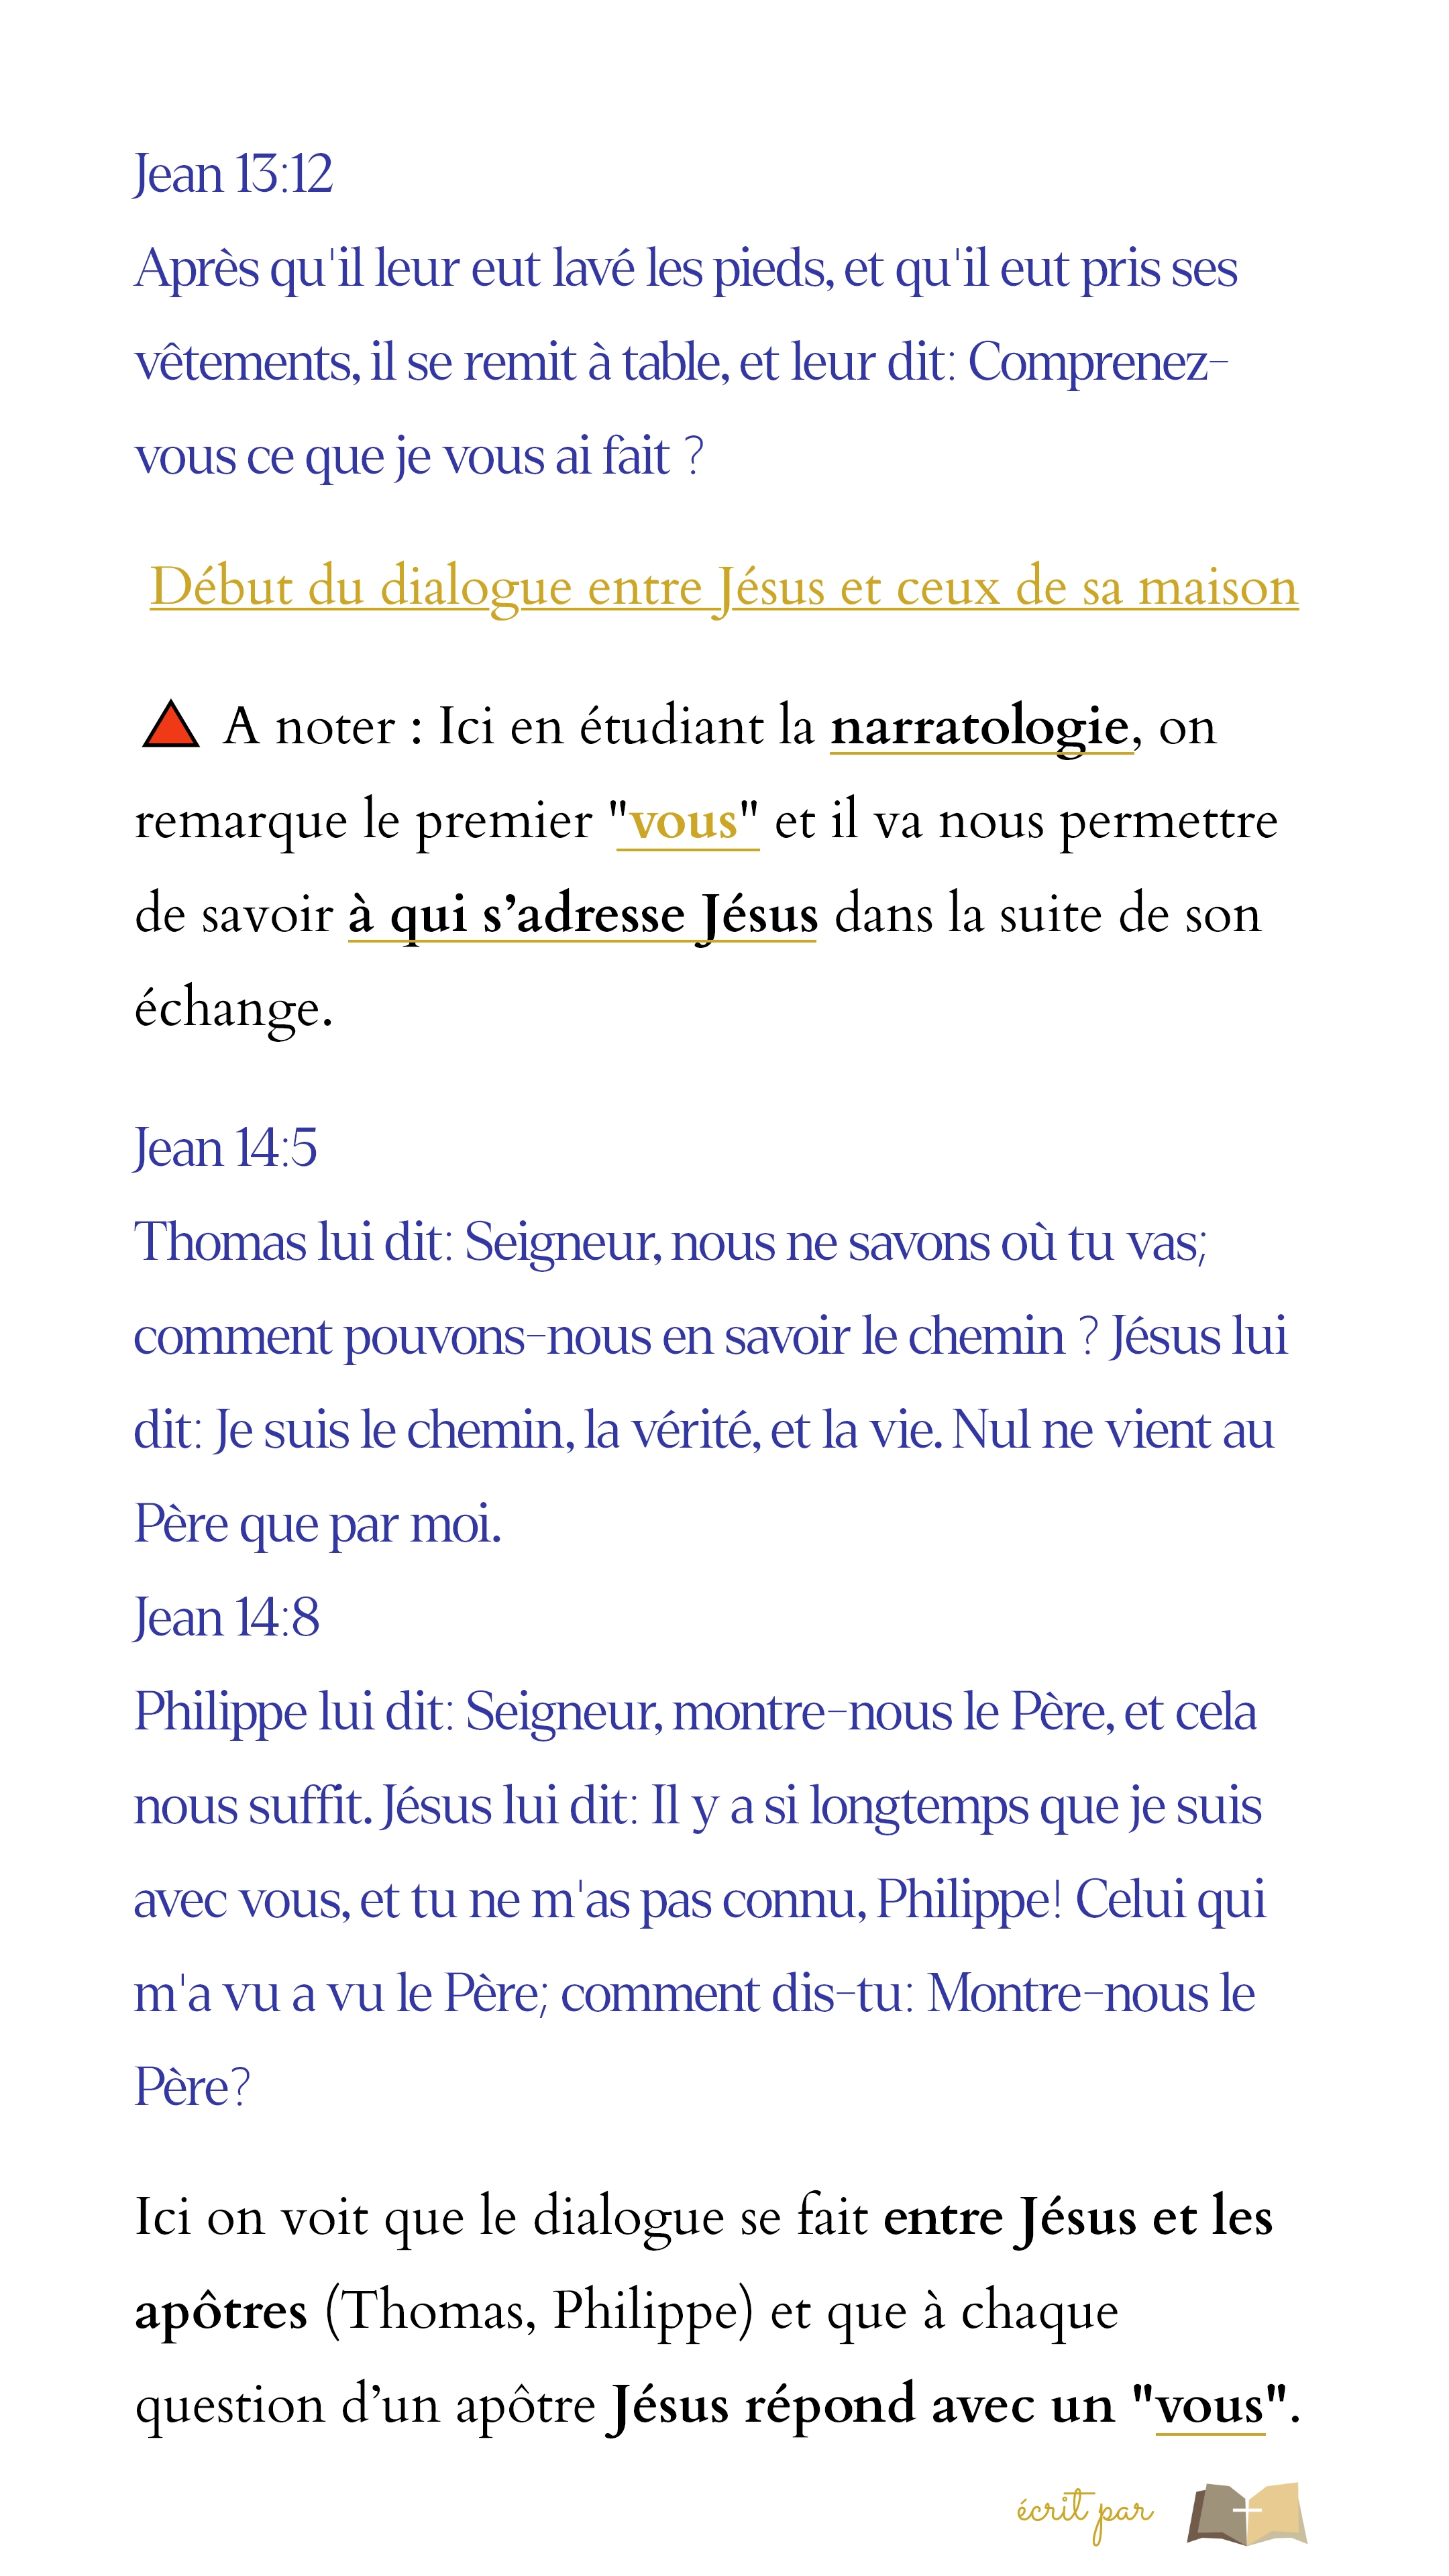 Jean 13:12
Après qu'il leur eut lavé les pieds, et qu'il eut pris ses
vêtements, il se remit à table, et leur dit: Comprenez-
vous ce que je vous ai fait ?
Début du dialogue entre Jésus et ceux de sa maison
A noter : Ici en étudiant la narratologie, on
remarque le premier "vous" et il va nous permettre
de savoir à qui s’adresse Jésus dans la suite de son
échange.
Jean 14:5
Thomas lui dit: Seigneur, nous ne savons où tu vas;
comment pouvons-nous en savoir le chemin ? Jésus lui
dit: Je suis le chemin, la vérité, et la vie. Nul ne vient au
Père que par moi.
Jean 14:8
Philippe lui dit: Seigneur, montre-nous le Père, et cela
nous suffit. Jésus lui dit: Il y a si longtemps que je suis
avec vous, et tu ne m'as pas connu, Philippe! Celui qui
m'a vu a vu le Père; comment dis-tu: Montre-nous le
Père?
Ici on voit que le dialogue se fait entre Jésus et les
apôtres (Thomas, Philippe) et que à chaque
question d’un apôtre Jésus répond avec un "vous".
écrit par